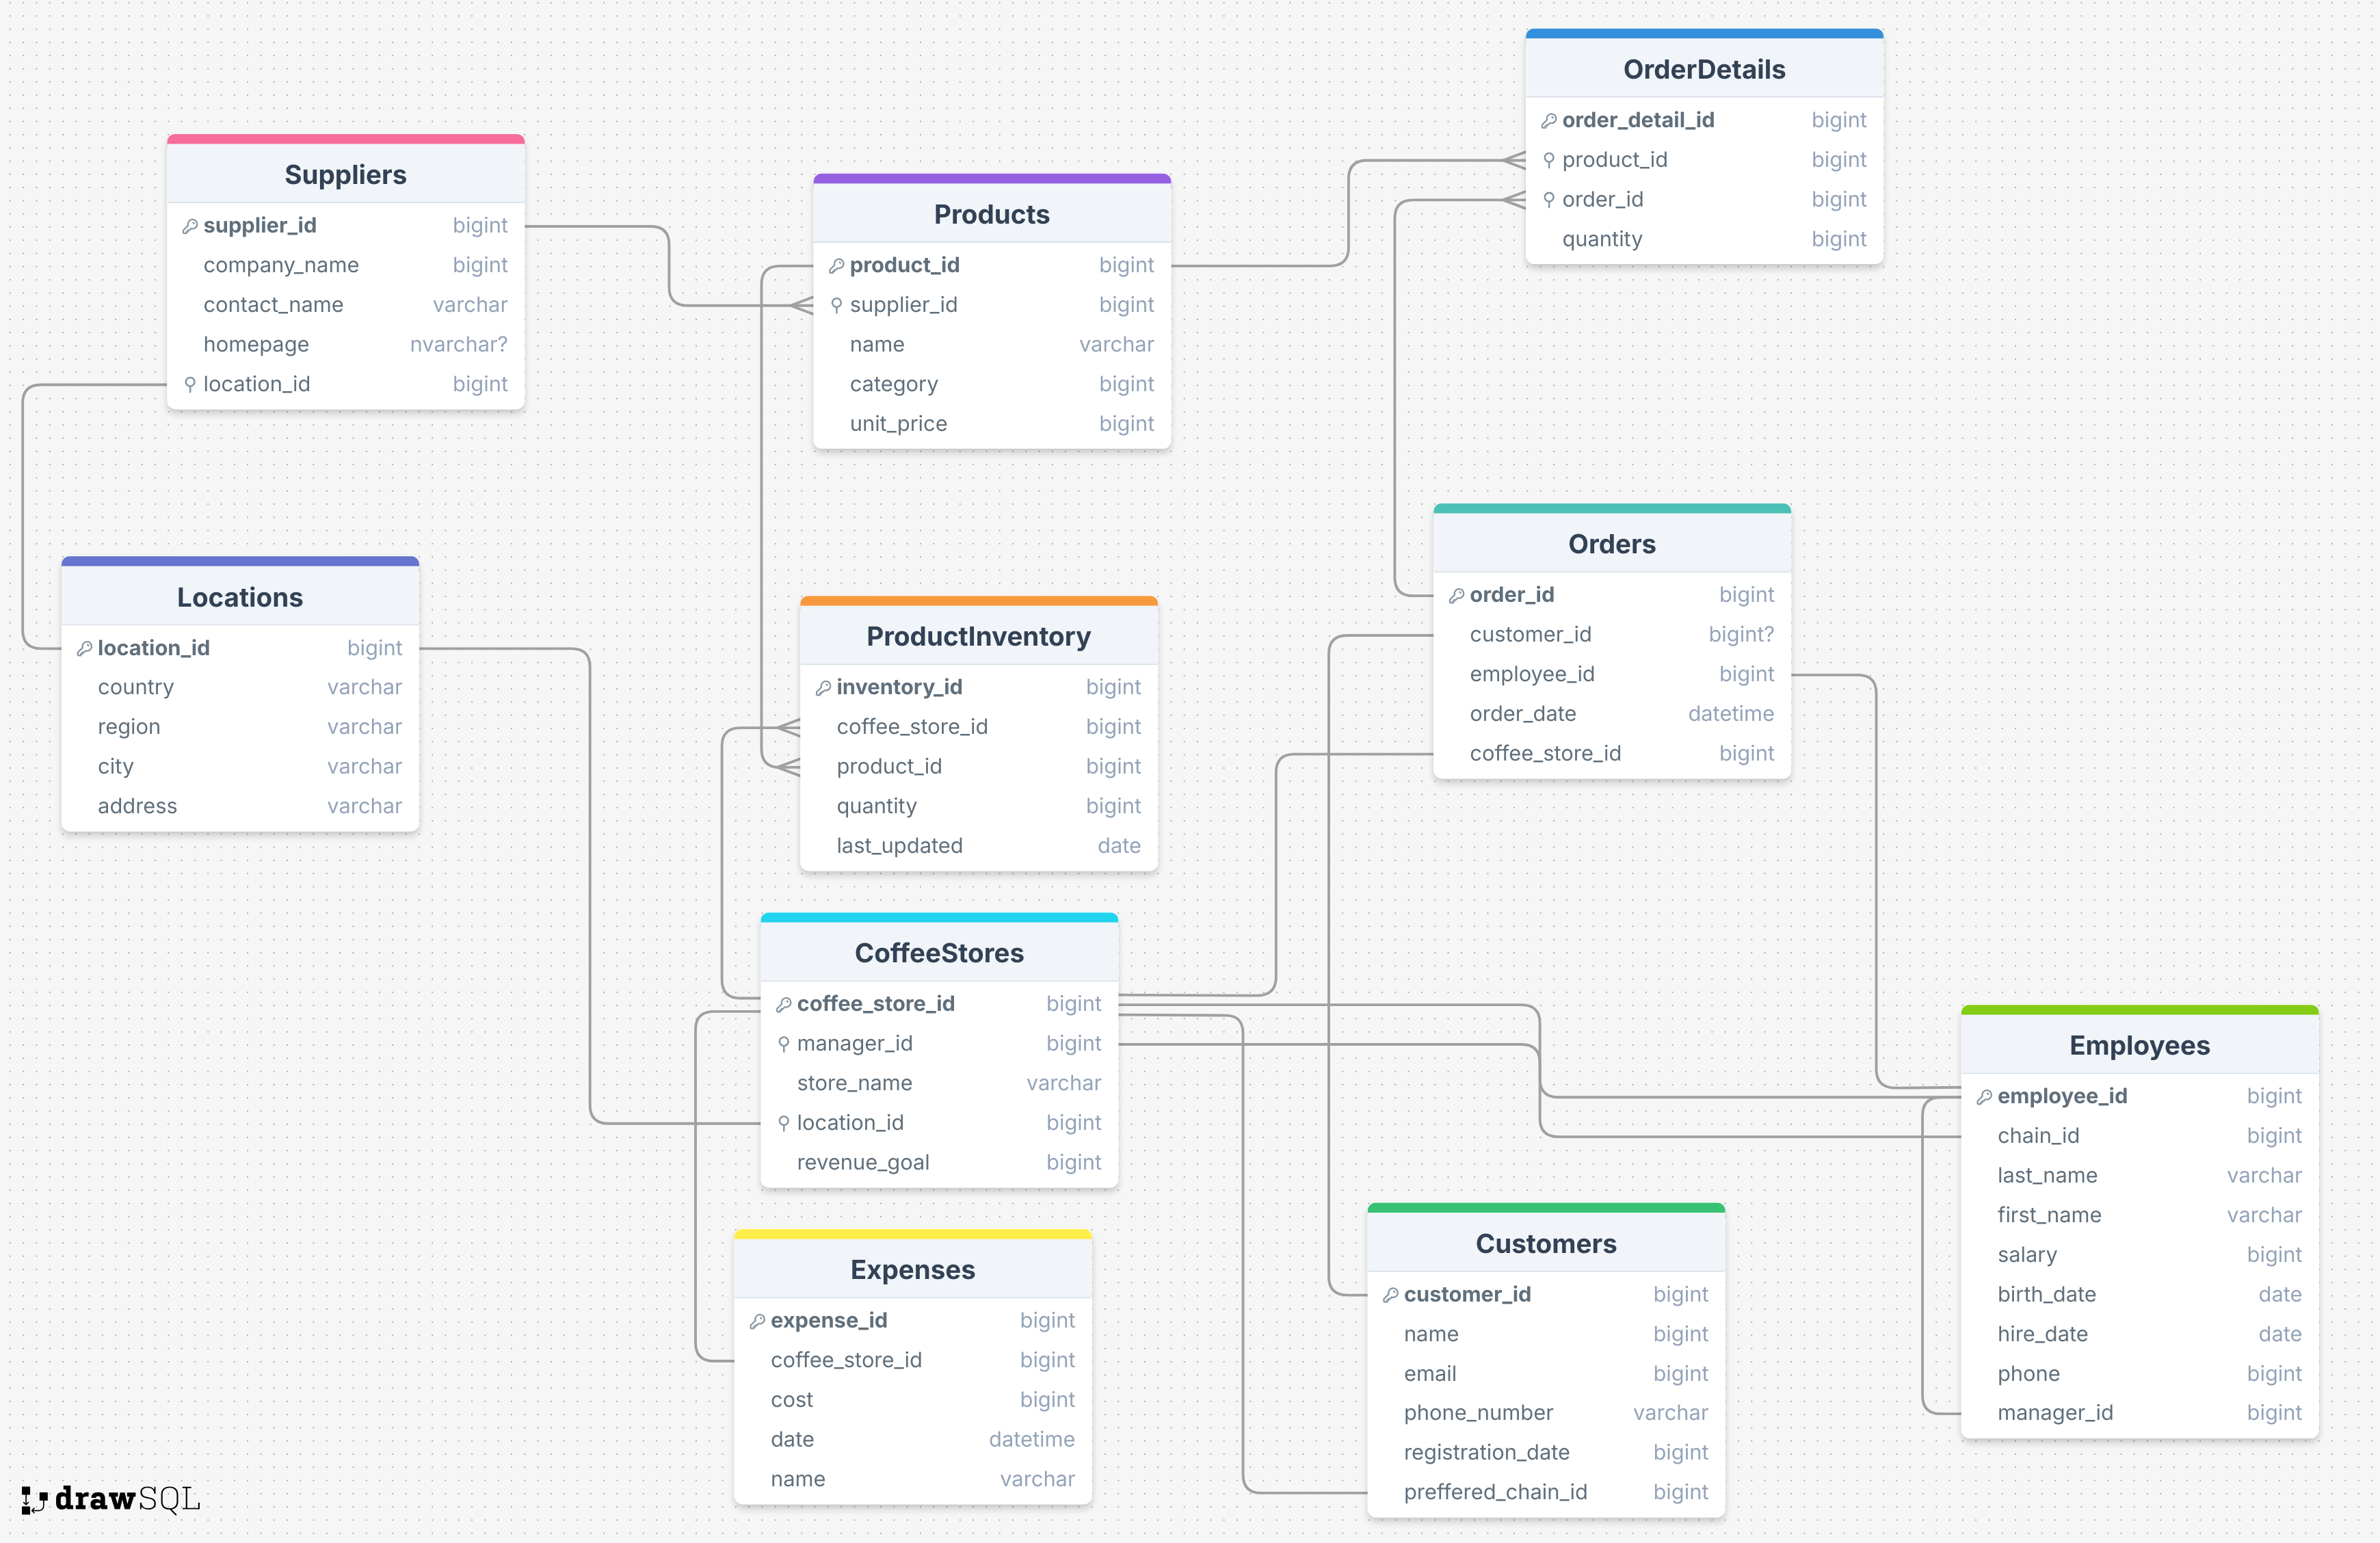 OrderDetails
order_detail_id bigint
product_id bigint
order_id bigint
quantity bigint
Suppliers
supplier_id bigint
company_name bigint
contact_name varchar
homepage nvarchar?
location_id bigint
Products
product_id bigint
supplier_id bigint
name varchar
category bigint
unit_price bigint
Orders
order_id bigint
customer_id bigint?
employee_id bigint
order_date datetime
coffee_store_id bigint
Locations
location_id bigint
country varchar
region varchar
city varchar
address varchar
ProductInventory
inventory_id bigint
coffee_store_id bigint
product_id bigint
quantity bigint
last_updated date
CoffeeStores
coffee_store_id bigint
manager_id bigint
store_name varchar
location_id bigint
revenue_goal bigint
Employees
employee_id bigint
chain_id bigint
last_name varchar
first_name varchar
salary bigint
birth_date date
hire_date date
phone bigint
manager_id bigint
Expenses
expense_id bigint
coffee_store_id bigint
cost bigint
date datetime
name varchar
Customers
customer_id bigint
name bigint
email bigint
phone_number varchar
registration_date bigint
preffered_chain_id bigint
drawSQL